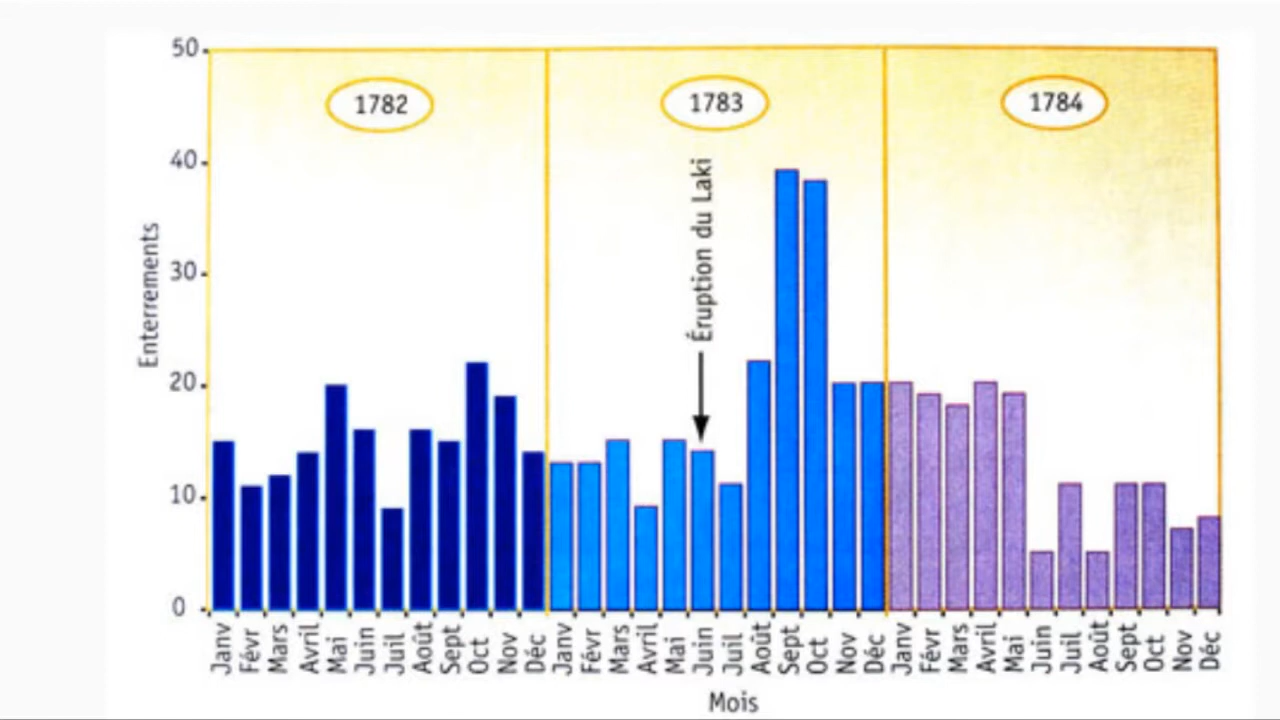 50
40
30
20
10
0
Enterrements
1782
1783
1784
Éruption du Laki
Janv Févr Mars Avril Mai Juin Juil Août Sept Oct Nov Déc Janv Févr Mars Avril Mai Juin Juil Août Sept Oct Nov Déc Janv Févr Mars Avril Mai Juin Juil Août Sept Oct Nov Déc
Mois